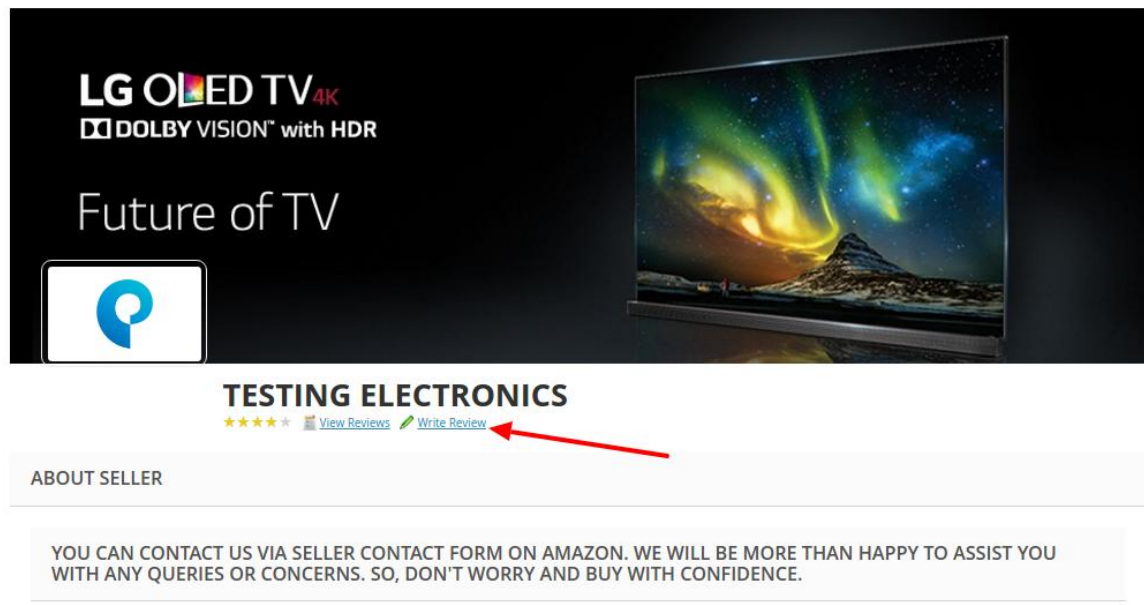 LG OLED TV 4K
DOLBY VISION™ with HDR
Future of TV
TESTING ELECTRONICS
View Reviews Write Review
ABOUT SELLER
YOU CAN CONTACT US VIA SELLER CONTACT FORM ON AMAZON. WE WILL BE MORE THAN HAPPY TO ASSIST YOU
WITH ANY QUERIES OR CONCERNS. SO, DON'T WORRY AND BUY WITH CONFIDENCE.